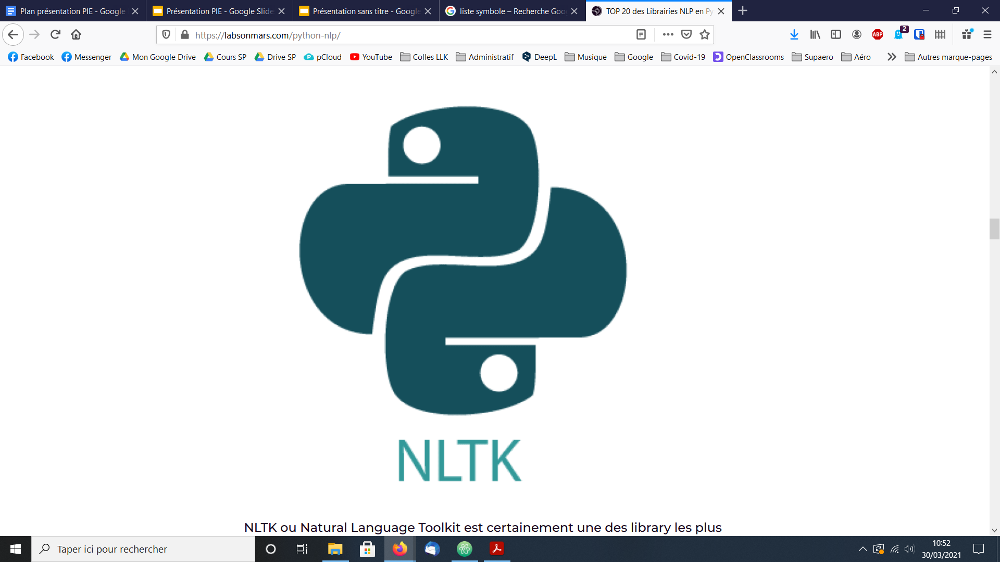 Plan présentation PIE - Google
Présentation PIE - Google Slide
Présentation sans titre - Google
liste symbole – Recherche Goo
TOP 20 des Librairies NLP en Py
https://labsonmars.com/python-nlp/
ABP
2
Facebook
Messenger
Mon Google Drive
Cours SP
Drive SP
pCloud
YouTube
Colles LLK
Administratif
DeepL
Musique
Google
Covid-19
OpenClassrooms
Supaero
Aéro
Autres marque-pages
NLTK
NLTK ou Natural Language Toolkit est certainement une des library les plus
Taper ici pour rechercher
10:52
30/03/2021